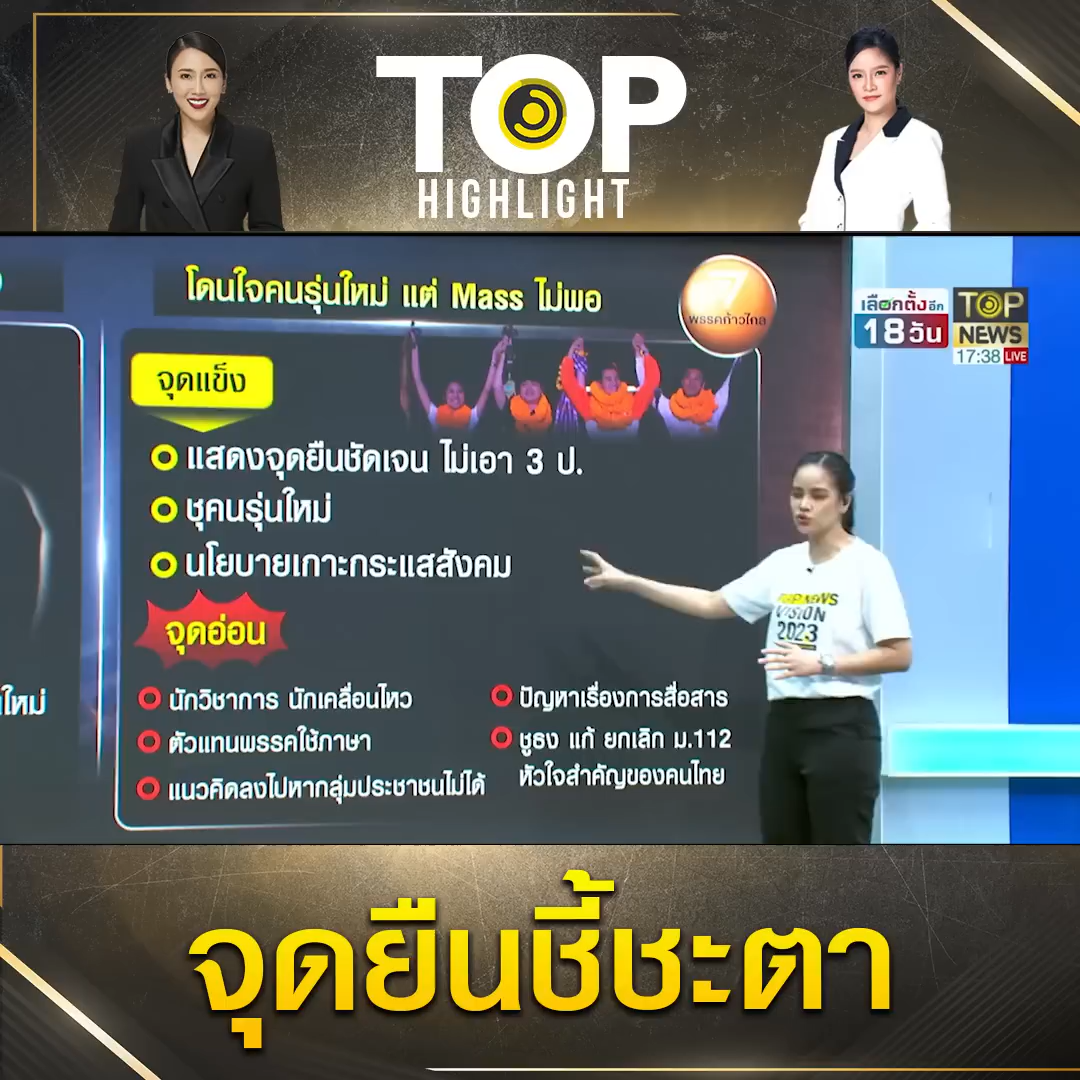 TOP
HIGHLIGHT
โดนใจคนรุ่นใหม่ แต่ Mass ไม่พอ
พรรคก้าวไกล
เลือกตั้งอีก
18 วัน
TOP
NEWS
17:38 LIVE
จุดแข็ง
แสดงจุดยืนชัดเจน ไม่เอา 3 ป.
ชุคนรุ่นใหม่
นโยบายเกาะกระแสสังคม
VISION
2023
จุดอ่อน
นักวิชาการ นักเคลื่อนไหว
ตัวแทนพรรคใช้ภาษา
แนวคิดลงไปหากลุ่มประชาชนไม่ได้
ปัญหาเรื่องการสื่อสาร
ชูธง แก้ ยกเลิก ม.112
หัวใจสำคัญของคนไทย
จุดยืนชี้ชะตา